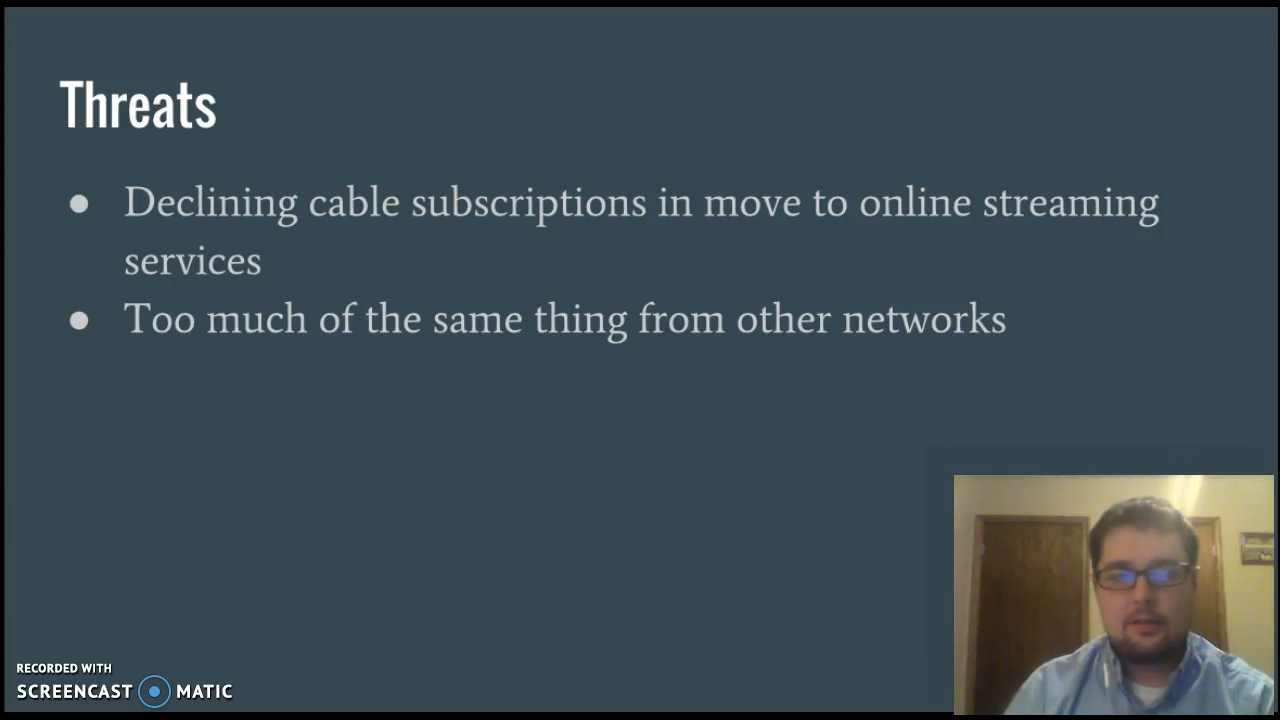 Threats
● Declining cable subscriptions in move to online streaming
services
● Too much of the same thing from other networks
RECORDED WITH
SCREENCAST MATIC